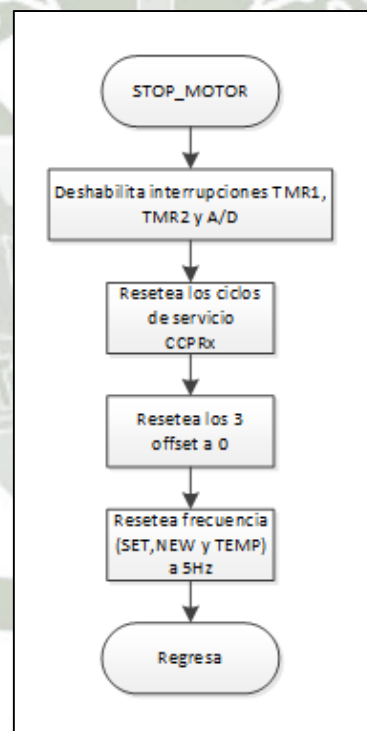 STOP_MOTOR
Deshabilita interrupciones TMR1,
TMR2 y A/D
Resetea los ciclos
de servicio
CCPRx
Resetea los 3
offset a 0
Resetea frecuencia
(SET,NEW y TEMP)
a 5Hz
Regresa